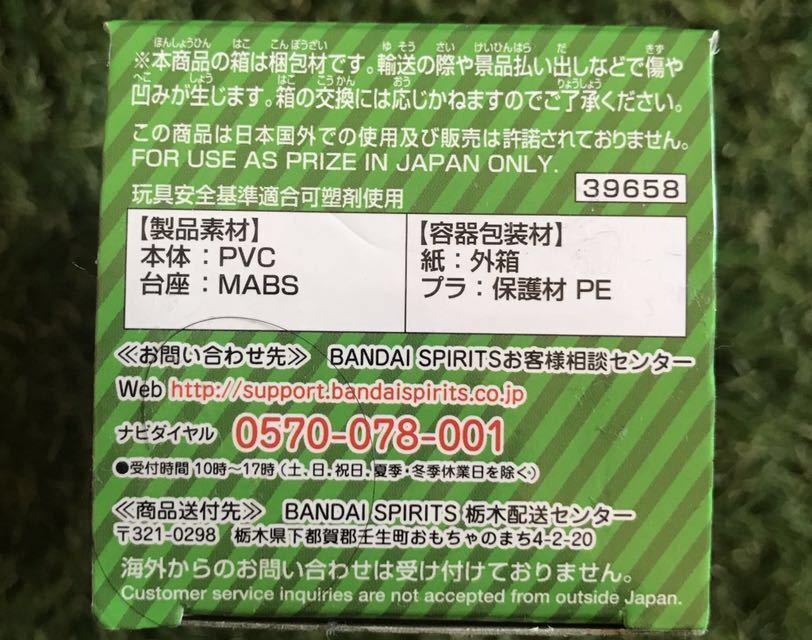 ※本商品の箱は梱包材です。輸送の際や景品払い出しなどで傷や
凹みが生じます。箱の交換には応じかねますのでご了承ください。
この商品は日本国外での使用及び販売は許諾されておりません。
FOR USE AS PRIZE IN JAPAN ONLY.
39658
玩具安全基準適合可塑剤使用
【製品素材】
本体：PVC
台座：MABS
【容器包装材】
紙：外箱
プラ：保護材 PE
≪お問い合わせ先≫ BANDAI SPIRITSお客様相談センター
Web http://support.bandaispirits.co.jp
ナビダイヤル 0570-078-001
●受付時間 10時〜17時（土、日、祝日、夏季・冬季休業日を除く）
≪商品送付先≫ BANDAI SPIRITS 栃木配送センター
〒321-0298 栃木県下都賀郡壬生町おもちゃのまち4-2-20
海外からのお問い合わせは受け付けておりません。
Customer service inquiries are not accepted from outside Japan.